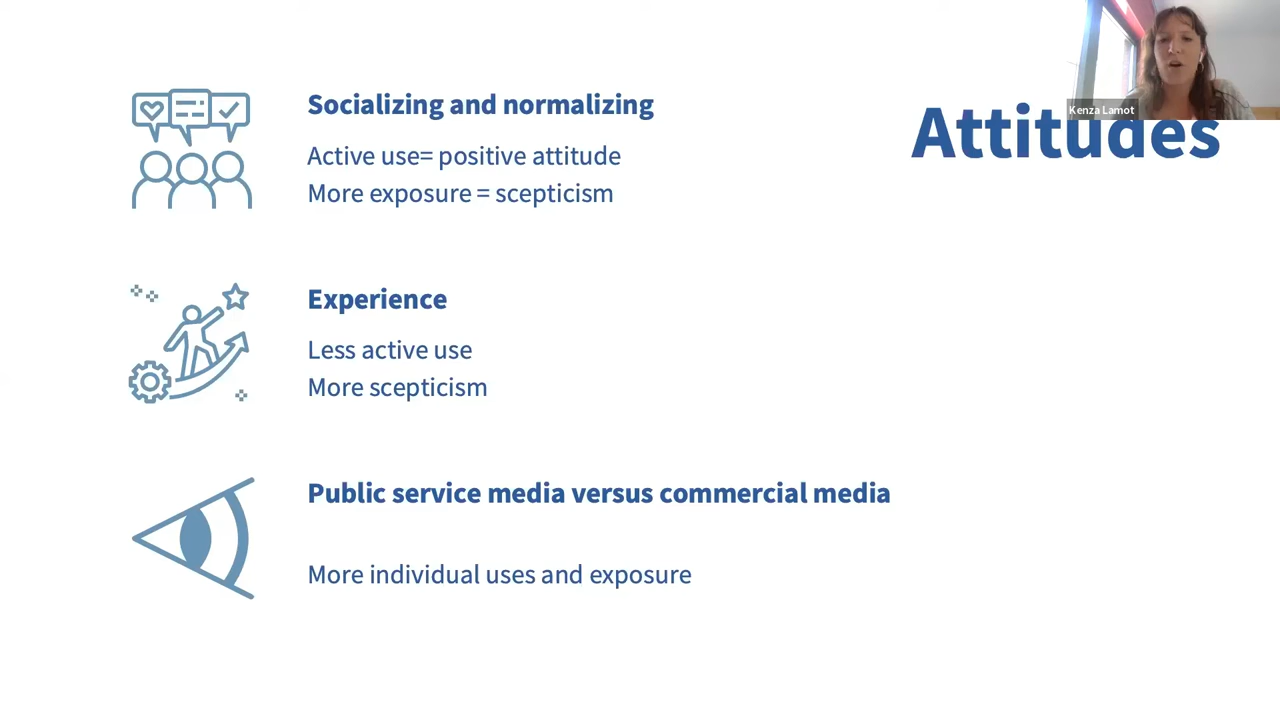 Kenza Lamot
Attitudes
Socializing and normalizing
Active use= positive attitude
More exposure = scepticism
Experience
Less active use
More scepticism
Public service media versus commercial media
More individual uses and exposure